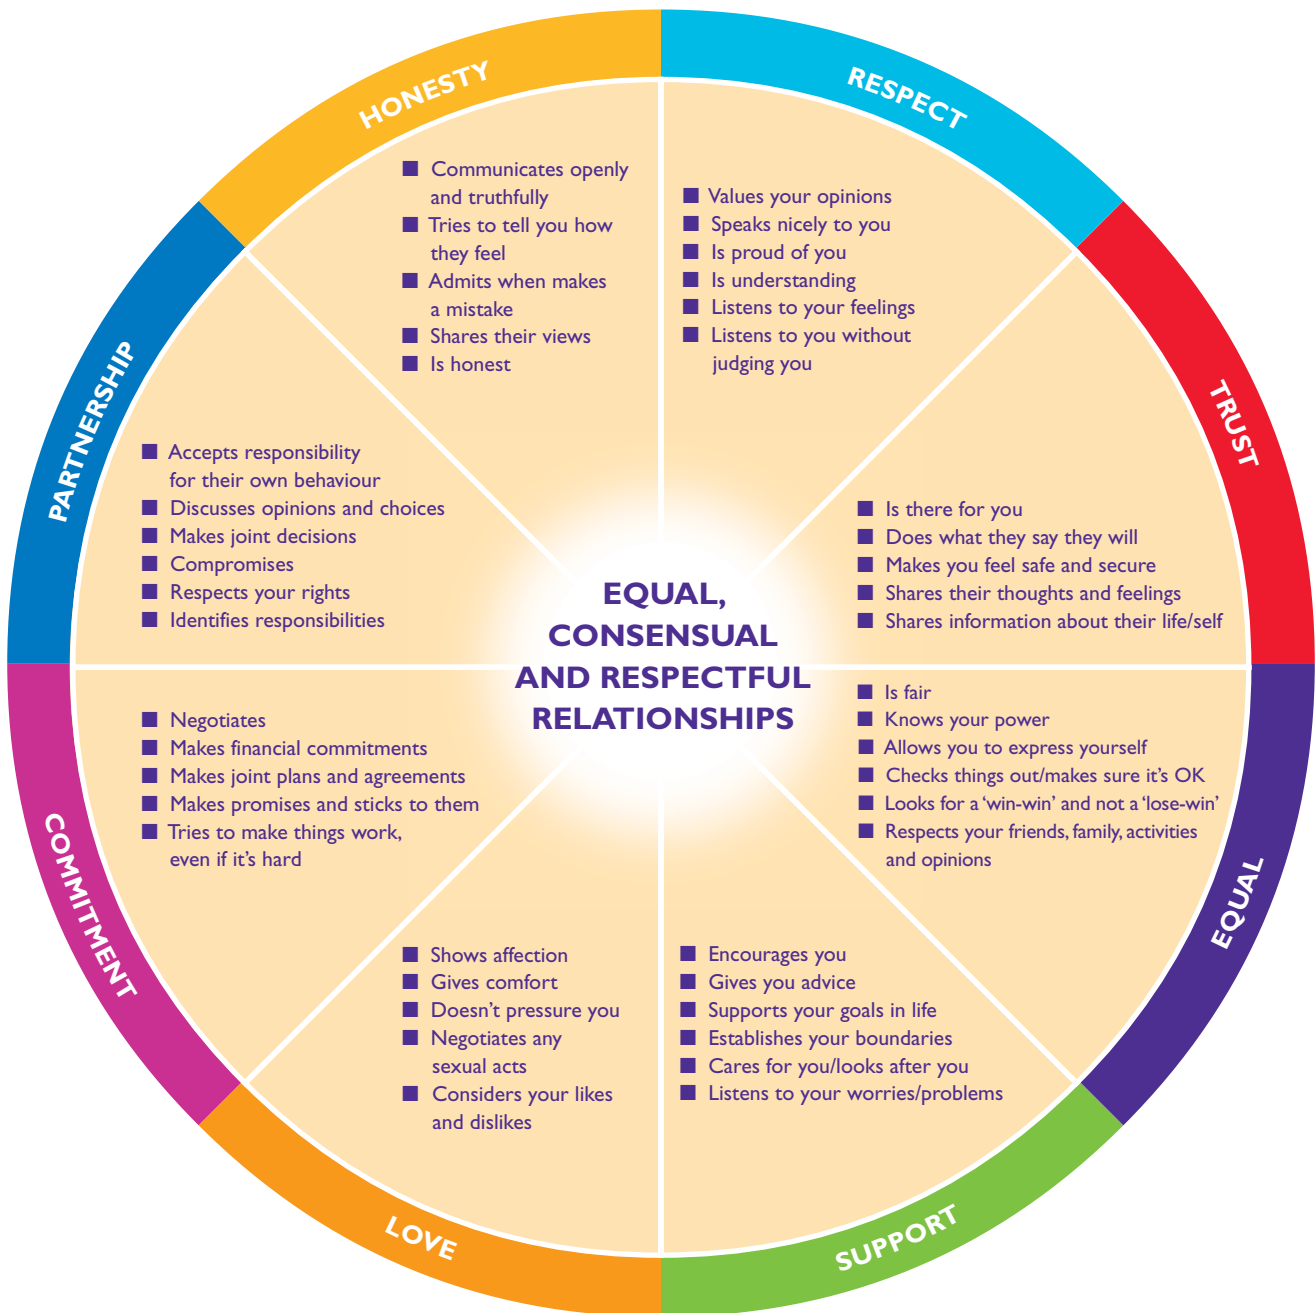 HONESTY
■ Communicates openly
and truthfully
■ Tries to tell you how
they feel
■ Admits when makes
a mistake
■ Shares their views
■ Is honest
RESPECT
■ Values your opinions
■ Speaks nicely to you
■ Is proud of you
■ Is understanding
■ Listens to your feelings
■ Listens to you without
judging you
PARTNERSHIP
■ Accepts responsibility
for their own behaviour
■ Discusses opinions and choices
■ Makes joint decisions
■ Compromises
■ Respects your rights
■ Identifies responsibilities
TRUST
■ Is there for you
■ Does what they say they will
■ Makes you feel safe and secure
■ Shares their thoughts and feelings
■ Shares information about their life/self
EQUAL,
CONSENSUAL
AND RESPECTFUL
RELATIONSHIPS
COMMITMENT
■ Negotiates
■ Makes financial commitments
■ Makes joint plans and agreements
■ Makes promises and sticks to them
■ Tries to make things work,
even if it’s hard
EQUAL
■ Is fair
■ Knows your power
■ Allows you to express yourself
■ Checks things out/makes sure it’s OK
■ Looks for a ‘win-win’ and not a ‘lose-win’
■ Respects your friends, family, activities
and opinions
LOVE
■ Shows affection
■ Gives comfort
■ Doesn’t pressure you
■ Negotiates any
sexual acts
■ Considers your likes
and dislikes
SUPPORT
■ Encourages you
■ Gives you advice
■ Supports your goals in life
■ Establishes your boundaries
■ Cares for you/looks after you
■ Listens to your worries/problems